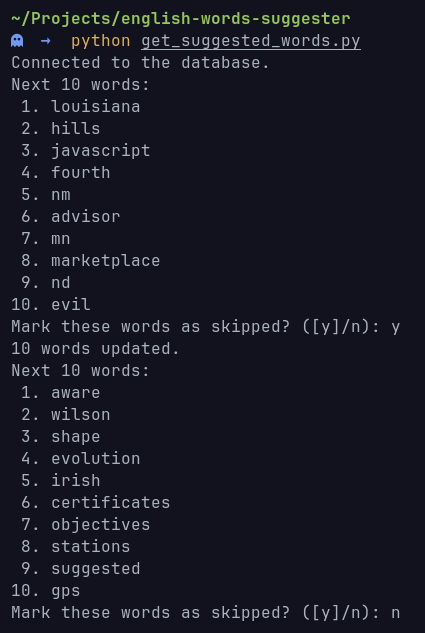 ~/Projects/english-words-suggester
→ python get_suggested_words.py
Connected to the database.
Next 10 words:
1. louisiana
2. hills
3. javascript
4. fourth
5. nm
6. advisor
7. mn
8. marketplace
9. nd
10. evil
Mark these words as skipped? ([y]/n): y
10 words updated.
Next 10 words:
1. aware
2. wilson
3. shape
4. evolution
5. irish
6. certificates
7. objectives
8. stations
9. suggested
10. gps
Mark these words as skipped? ([y]/n): n